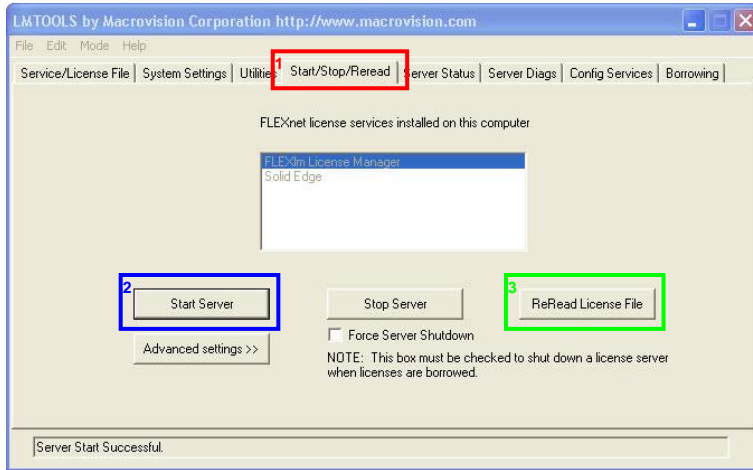 LMTOOLS by Macrovision Corporation http://www.macrovision.com
File Edit Mode Help
Service/License File System Settings Utilities 1 Start/Stop/Reread Server Status Server Diags Config Services Borrowing
FLEXnet license services installed on this computer
FLEXlm License Manager
Solid Edge
2 Start Server Stop Server 3 ReRead License File
Force Server Shutdown
Advanced settings >>
NOTE: This box must be checked to shut down a license server
when licenses are borrowed.
Server Start Successful.